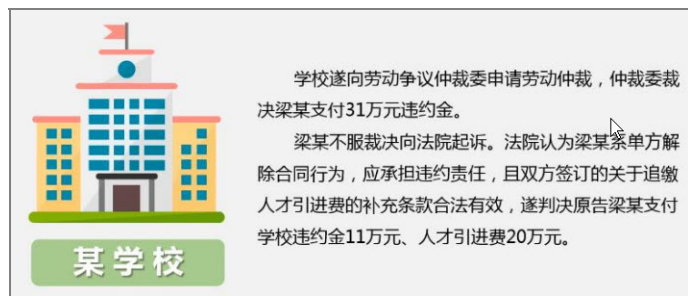 学校遂向劳动争议仲裁委申请劳动仲裁，仲裁委裁
决梁某支付31万元违约金。
梁某不服裁决向法院起诉。法院认为梁某系单方解
除合同行为，应承担违约责任，且双方签订的关于追缴
人才引进费的补充条款合法有效，遂判决原告梁某支付
学校违约金11万元、人才引进费20万元。
某学校